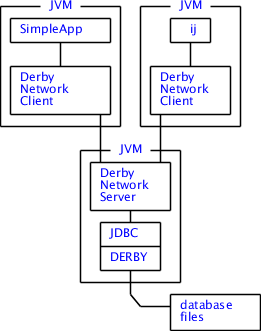 JVM
SimpleApp
Derby
Network
Client
JVM
ij
Derby
Network
Client
JVM
Derby
Network
Server
JDBC
DERBY
database
files